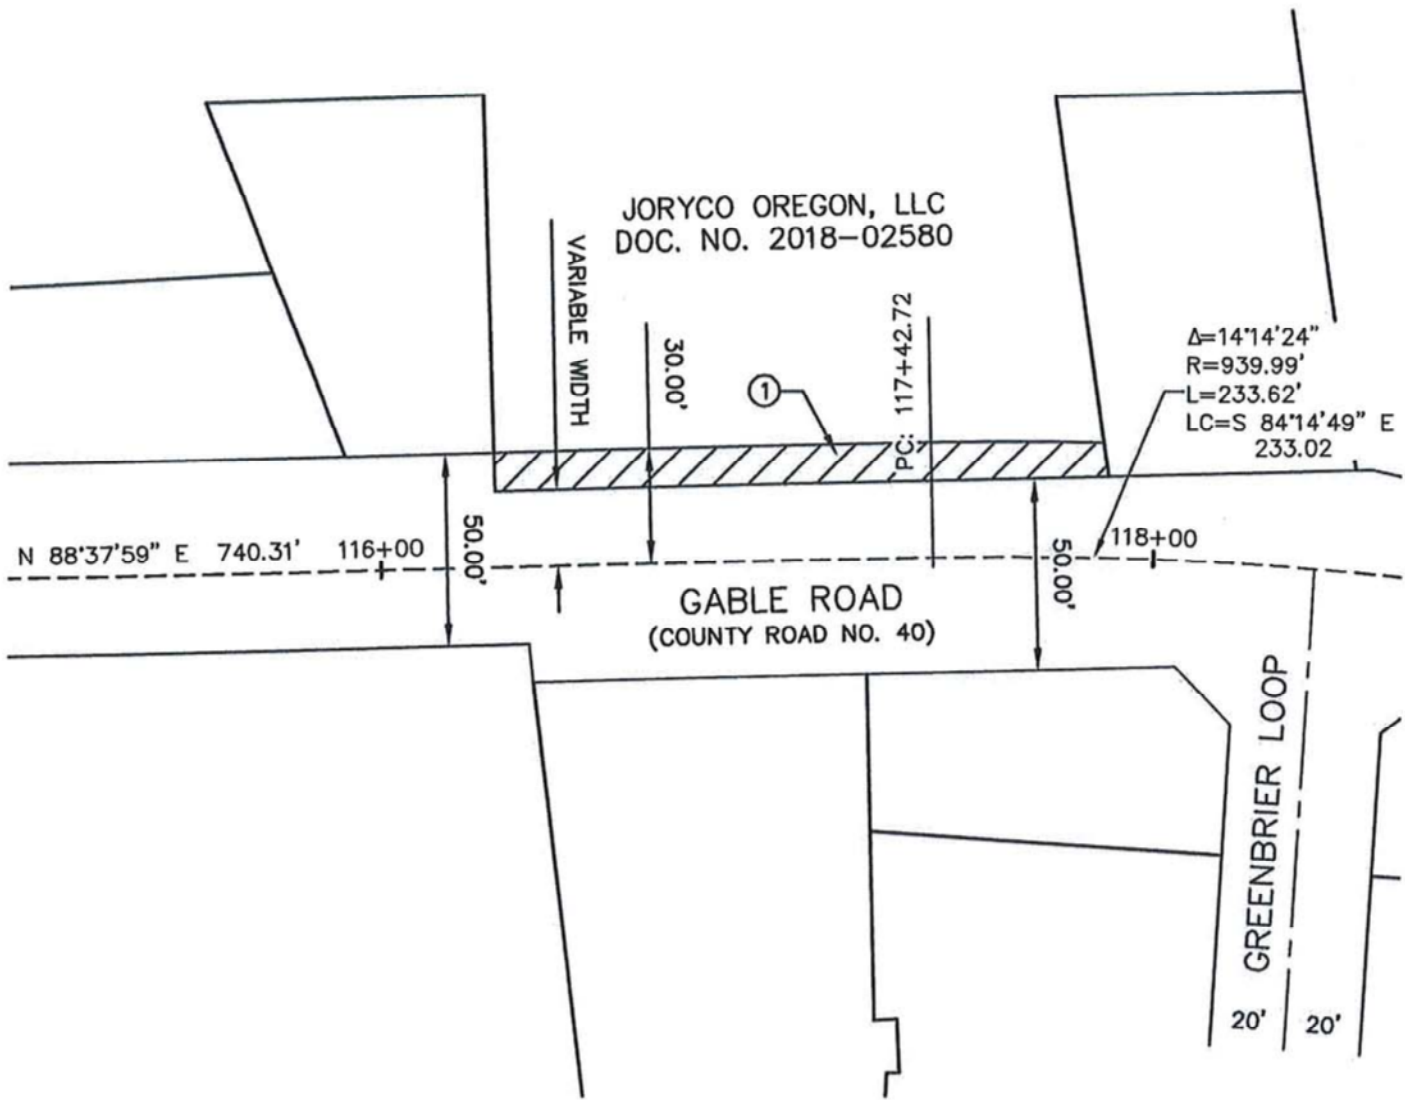 JORYCO OREGON, LLC
DOC. NO. 2018-02580
VARIABLE WIDTH
30.00'
1
PC: 117+42.72
Δ=14°14'24"
R=939.99'
L=233.62'
LC=S 84°14'49" E
233.02
N 88°37'59" E 740.31' 116+00
50.00'
50.00'
118+00
GABLE ROAD
(COUNTY ROAD NO. 40)
GREENBRIER LOOP
20' 20'